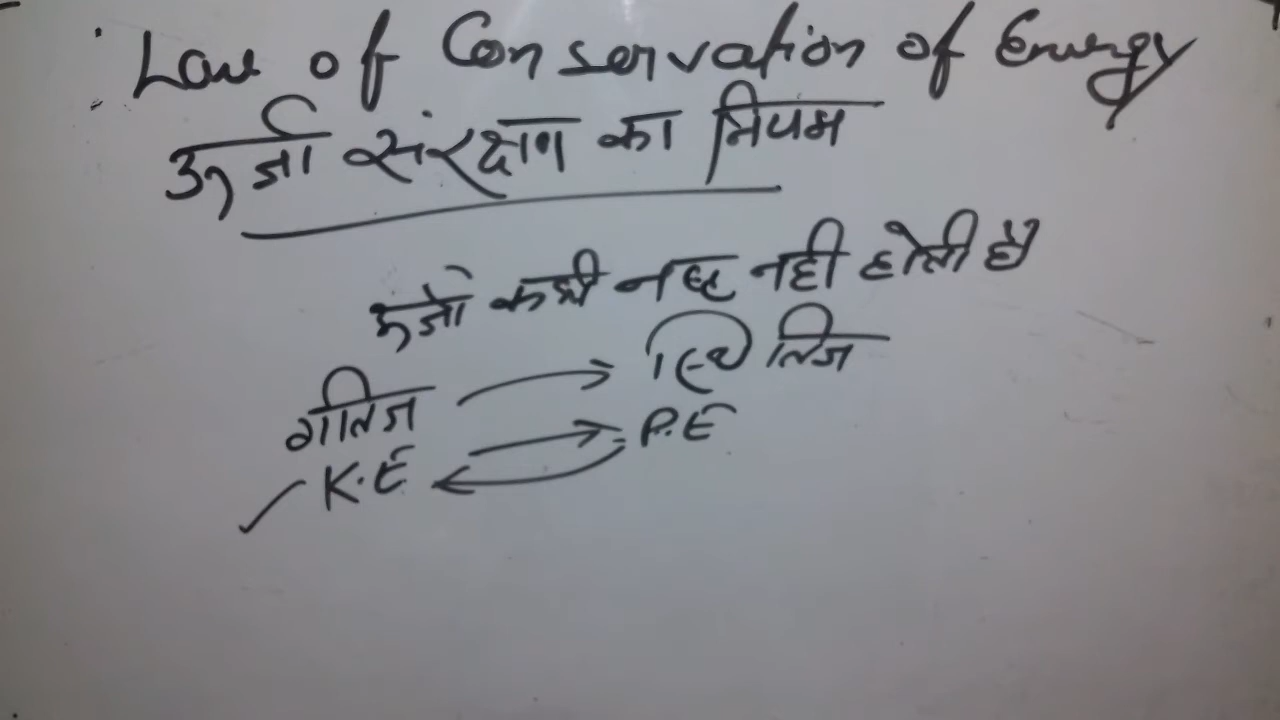 Law of Conservation of Energy
ऊर्जा संरक्षण का नियम
ऊर्जा कभी नष्ट नही होती है
गतिज → स्थितिज
K.E ⇄ P.E